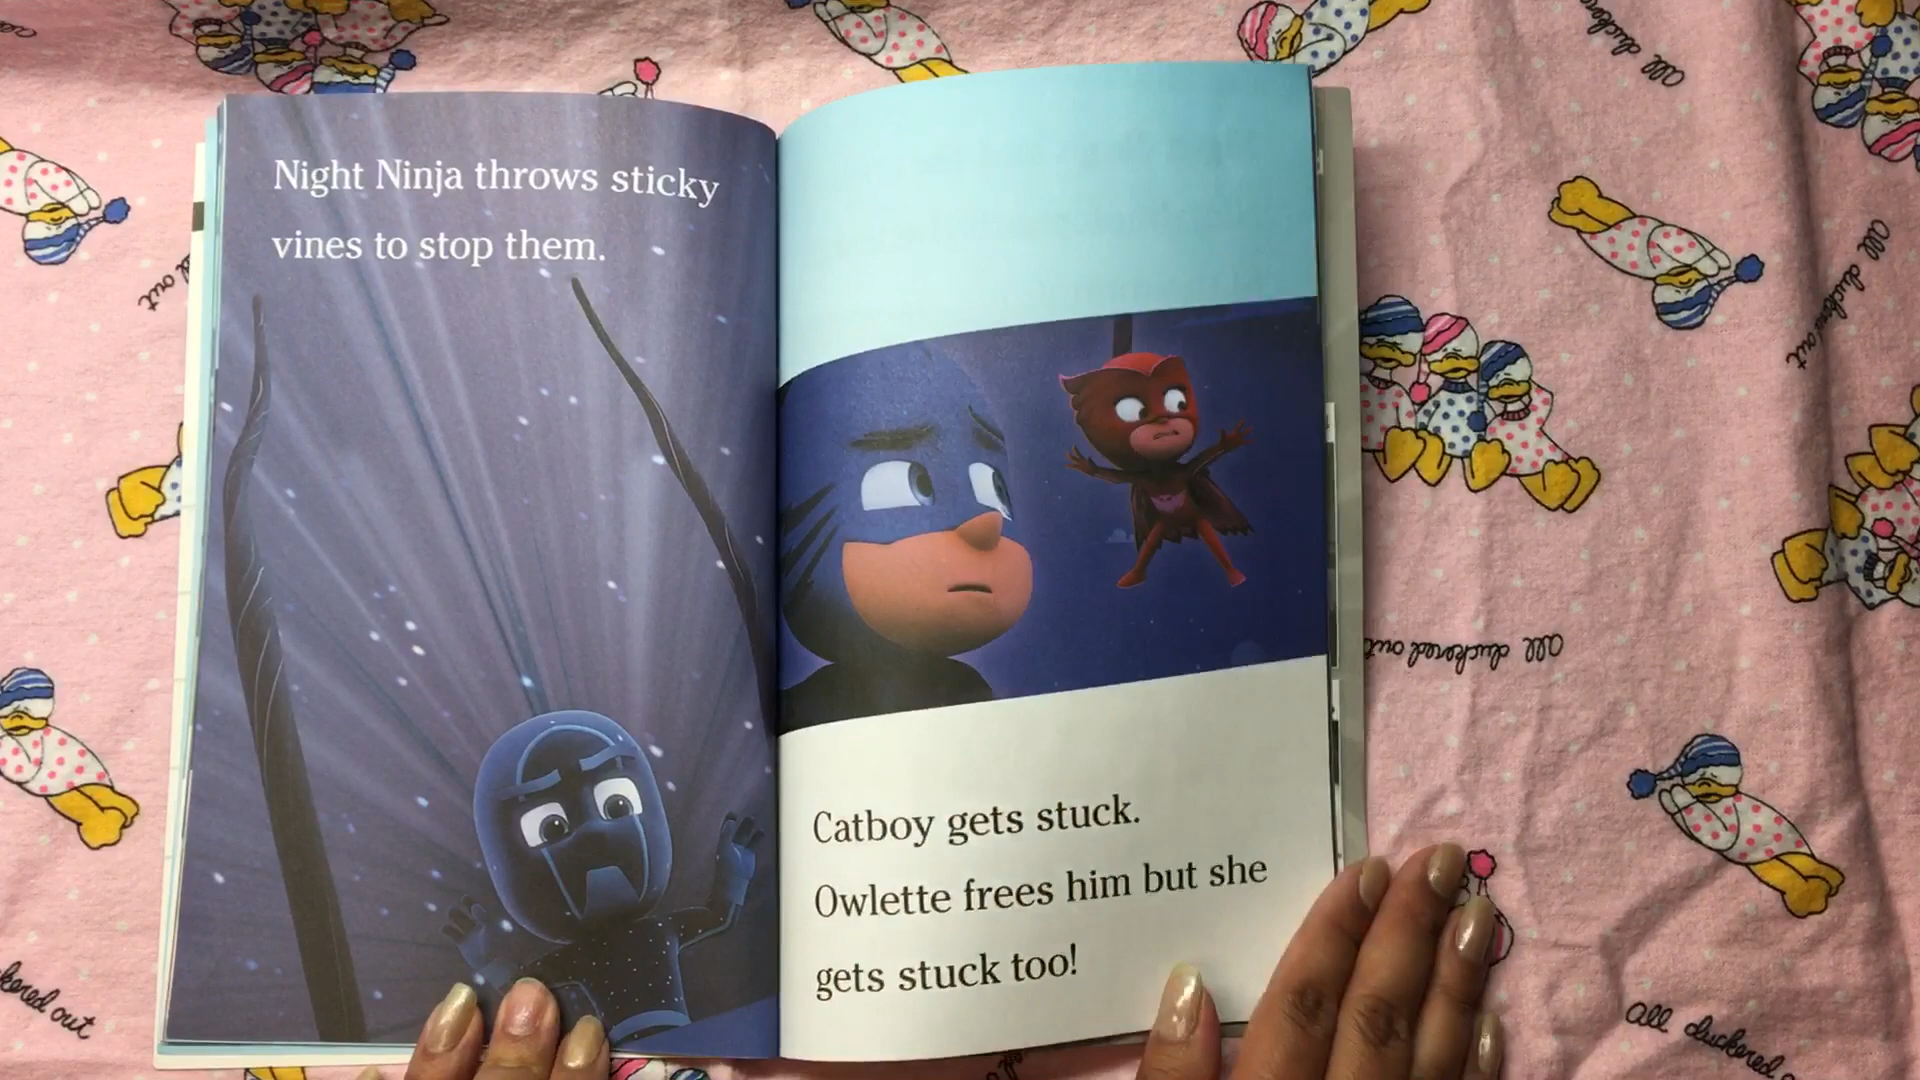 Night Ninja throws sticky
vines to stop them.
Catboy gets stuck.
Owlette frees him but she
gets stuck too!
all duckered out
all duckered out
all duckered out
all duckered out